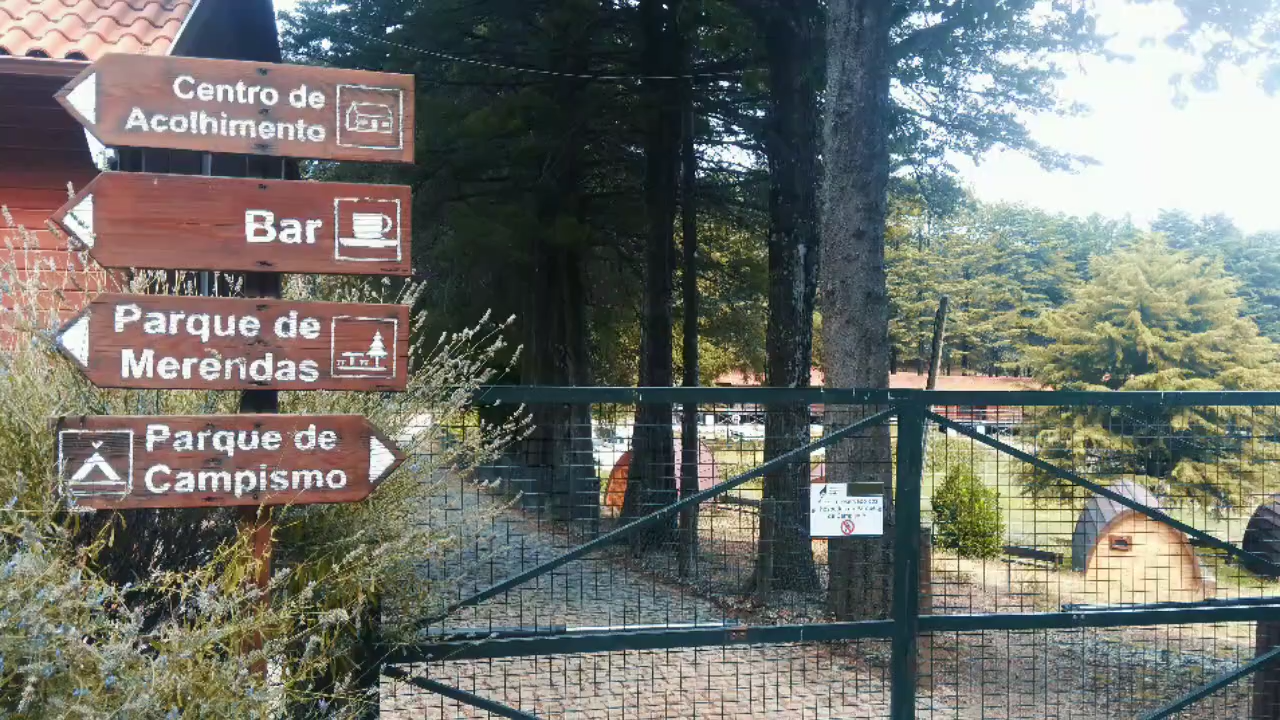 Centro de
Acolhimento
Bar
Parque de
Merendas
Parque de
Campismo